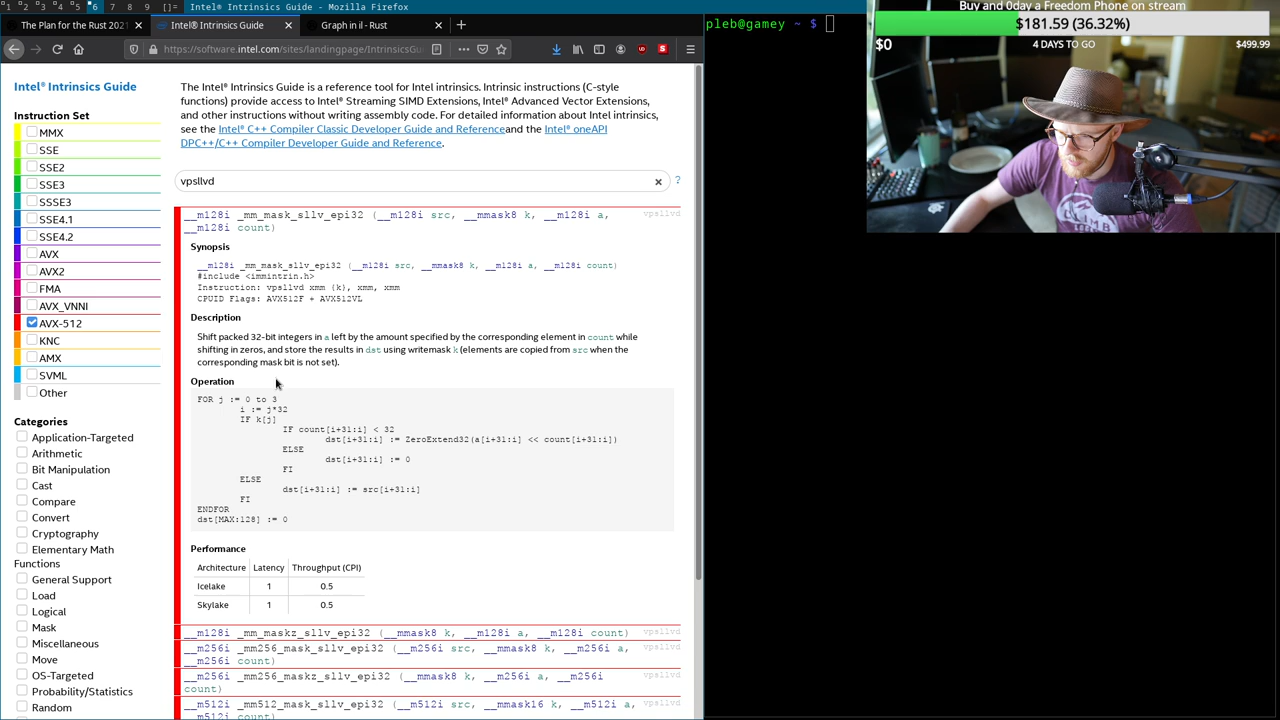 1 2 3 4 5 6 7 8 9 []= Intel® Intrinsics Guide - Mozilla Firefox
The Plan for the Rust 2021
Intel® Intrinsics Guide
Graph in il - Rust
https://software.intel.com/sites/landingpage/IntrinsicsGu
Intel® Intrinsics Guide
Instruction Set
MMX
SSE
SSE2
SSE3
SSSE3
SSE4.1
SSE4.2
AVX
AVX2
FMA
AVX_VNNI
AVX-512
KNC
AMX
SVML
Other
Categories
Application-Targeted
Arithmetic
Bit Manipulation
Cast
Compare
Convert
Cryptography
Elementary Math
Functions
General Support
Load
Logical
Mask
Miscellaneous
Move
OS-Targeted
Probability/Statistics
Random
The Intel® Intrinsics Guide is a reference tool for Intel intrinsics. Intrinsic instructions (C-style
functions) provide access to Intel® Streaming SIMD Extensions, Intel® Advanced Vector Extensions,
and other instructions without writing assembly code. For detailed information about Intel intrinsics,
see the Intel® C++ Compiler Classic Developer Guide and Referenceand the Intel® oneAPI
DPC++/C++ Compiler Developer Guide and Reference.
vpsllvd
?
__m128i _mm_mask_sllv_epi32 (__m128i src, __mmask8 k, __m128i a, vpsllvd
__m128i count)
Synopsis
__m128i _mm_mask_sllv_epi32 (__m128i src, __mmask8 k, __m128i a, __m128i count)
#include <immintrin.h>
Instruction: vpsllvd xmm {k}, xmm, xmm
CPUID Flags: AVX512F + AVX512VL
Description
Shift packed 32-bit integers in a left by the amount specified by the corresponding element in count while
shifting in zeros, and store the results in dst using writemask k (elements are copied from src when the
corresponding mask bit is not set).
Operation
FOR j := 0 to 3
i := j*32
IF k[j]
IF count[i+31:i] < 32
dst[i+31:i] := ZeroExtend32(a[i+31:i] << count[i+31:i])
ELSE
dst[i+31:i] := 0
FI
ELSE
dst[i+31:i] := src[i+31:i]
FI
ENDFOR
dst[MAX:128] := 0
Performance
Architecture Latency Throughput (CPI)
Icelake 1 0.5
Skylake 1 0.5
__m128i _mm_maskz_sllv_epi32 (__mmask8 k, __m128i a, __m128i count) vpsllvd
__m256i _mm256_mask_sllv_epi32 (__m256i src, __mmask8 k, __m256i a, vpsllvd
__m256i count)
__m256i _mm256_maskz_sllv_epi32 (__mmask8 k, __m256i a, __m256i vpsllvd
count)
__m512i _mm512_mask_sllv_epi32 (__m512i src, __mmask16 k, __m512i a, vpsllvd
__m512i count)
pleb@gamey ~ $
Buy and 0day a Freedom Phone on stream
$181.59 (36.32%)
$0 4 DAYS TO GO $499.99
CLIMB